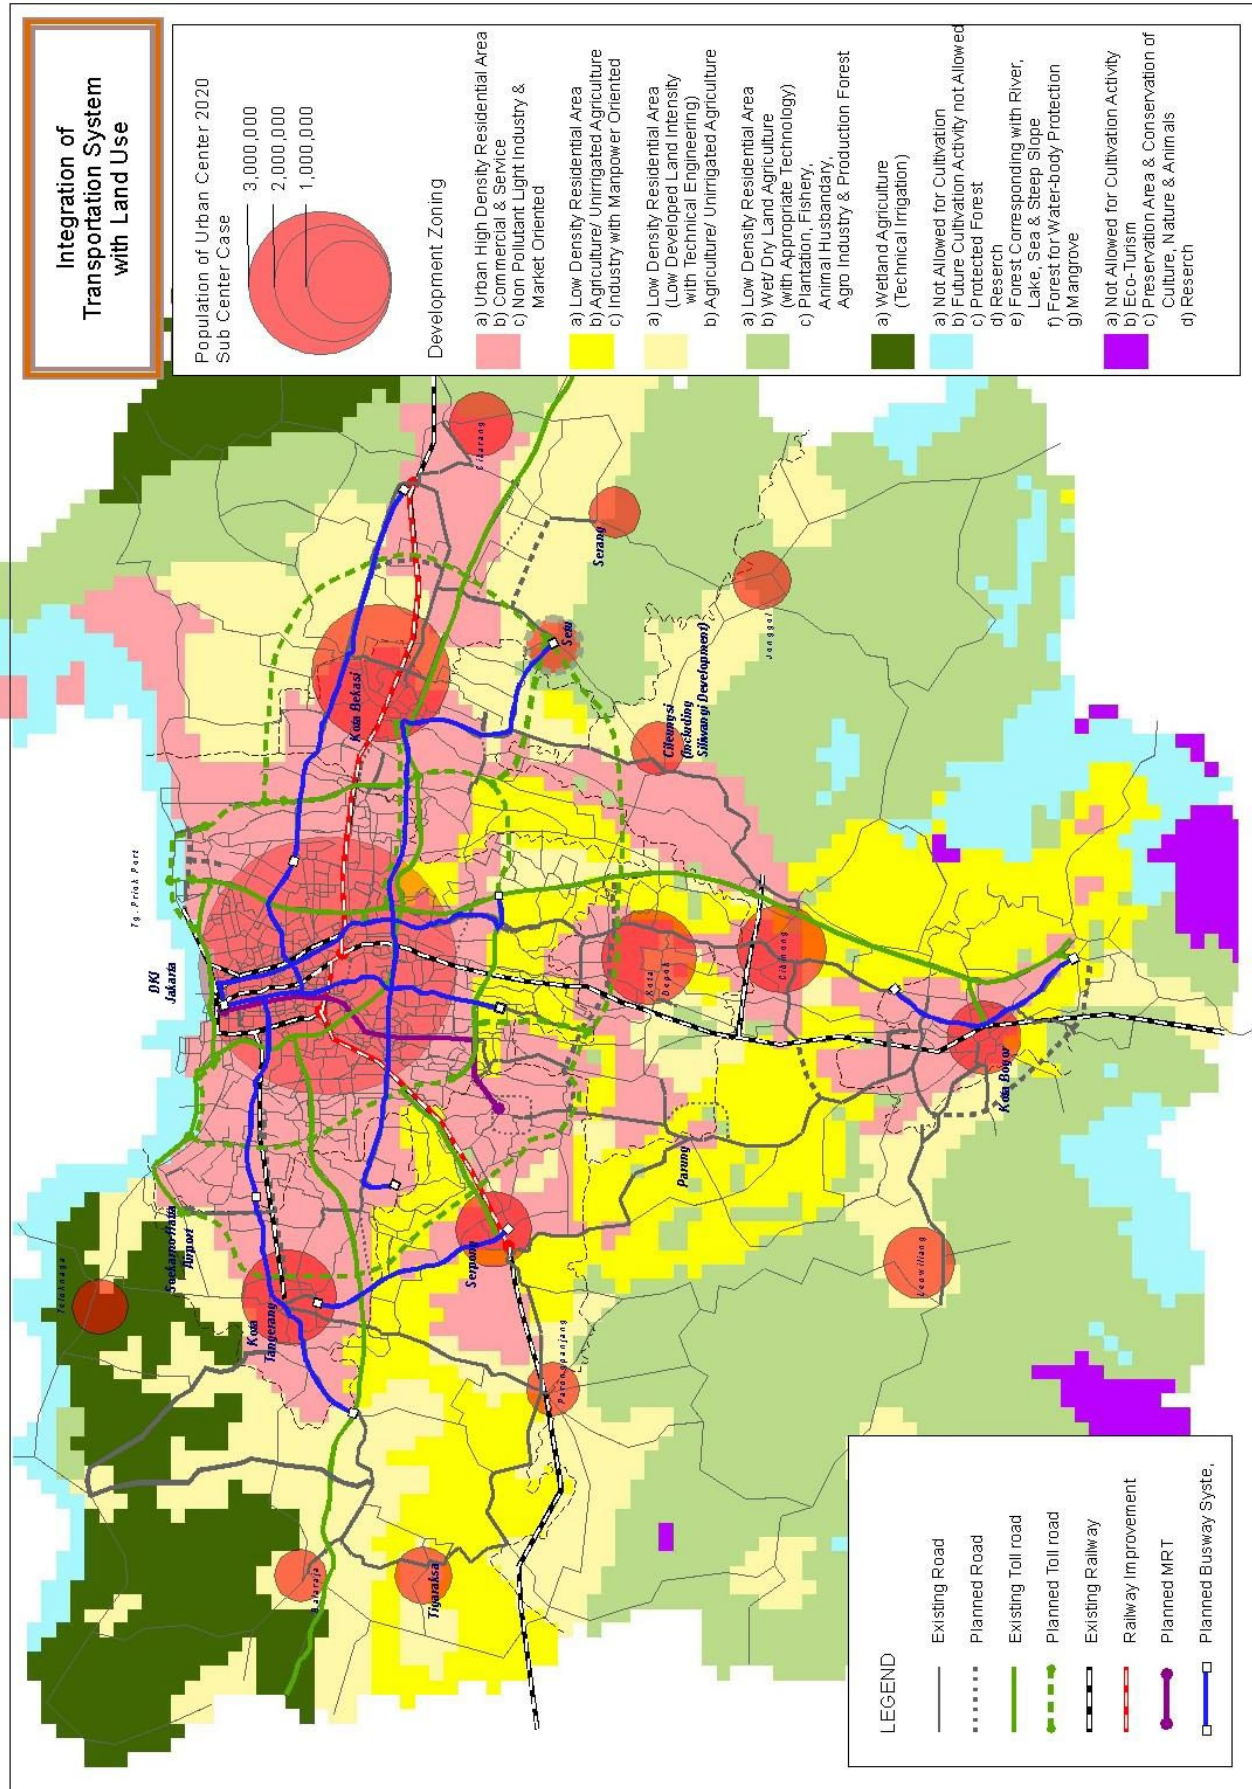 Integration of
Transportation System
with Land Use
Population of Urban Center 2020
Sub Center Case
3,000,000
2,000,000
1,000,000
Development Zoning
a) Urban High Density Residential Area
b) Commercial & Service
c) Non Pollutant Light Industry &
Market Oriented
a) Low Density Residential Area
b) Agriculture/ Unirrigated Agriculture
c) Industry with Manpower Oriented
a) Low Density Residential Area
(Low Developed Land Intensity
with Technical Engineering)
b) Agriculture/ Unirrigated Agriculture
a) Low Density Residential Area
b) Wet/ Dry Land Agriculture
(with Appropriate Technology)
c) Plantation, Fishery,
Animal Husbandary,
Agro Industry & Production Forest
a) Wetland Agriculture
(Technical Irrigation)
a) Not Allowed for Cultivation
b) Future Cultivation Activity not Allowed
c) Protected Forest
d) Reserch
e) Forest Corresponding with River,
Lake, Sea & Steep Slope
f) Forest for Water-body Protection
g) Mangrove
a) Not Allowed for Cultivation Activity
b) Eco-Turism
c) Preservation Area & Conservation of
Culture, Nature & Animals
d) Reserch
Teluknaga
Soekarno-Hatta
Airport
DKI
Jakarta
Tg. Priok Port
Kota
Tangerang
Kota Bekasi
Cikarang
Balaraja
Tigaraksa
Serpong
Parungpanjang
Setu
Serang
Cileungsi
(Including
Siliwangi Development)
Jonggol
Parung
Kota
Depok
Cibinong
Leuwiliang
Kota Bogor
LEGEND
Existing Road
Planned Road
Existing Toll road
Planned Toll road
Existing Railway
Railway Improvement
Planned MRT
Planned Busway Syste,